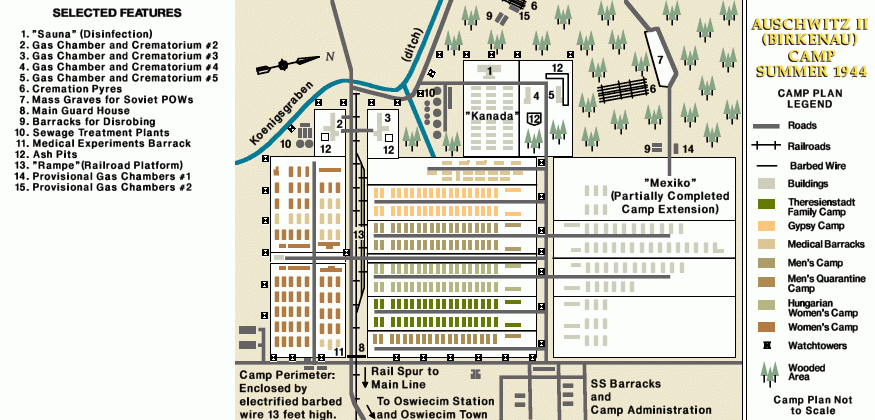 SELECTED FEATURES
1. "Sauna" (Disinfection)
2. Gas Chamber and Crematorium #2
3. Gas Chamber and Crematorium #3
4. Gas Chamber and Crematorium #4
5. Gas Chamber and Crematorium #5
6. Cremation Pyres
7. Mass Graves for Soviet POWs
8. Main Guard House
9. Barracks for Disrobing
10. Sewage Treatment Plants
11. Medical Experiments Barrack
12. Ash Pits
13. "Rampe"(Railroad Platform)
14. Provisional Gas Chambers #1
15. Provisional Gas Chambers #2
N
Koenigsgraben
(ditch)
9
15
6
7
6
1
12
4
5
12
"Kanada"
10
2
3
10
12
12
9
14
"Mexiko"
(Partially Completed
Camp Extension)
13
11
8
Camp Perimeter:
Enclosed by
electrified barbed
wire 13 feet high.
Rail Spur to
Main Line
To Oswiecim Station
and Oswiecim Town
SS Barracks
and
Camp Administration
AUSCHWITZ II
(BIRKENAU)
CAMP
SUMMER 1944
CAMP PLAN
LEGEND
Roads
Railroads
Barbed Wire
Buildings
Theresienstadt
Family Camp
Gypsy Camp
Medical Barracks
Men's Camp
Men's Quarantine
Camp
Hungarian
Women's Camp
Women's Camp
Watchtowers
Wooded
Area
Camp Plan Not
to Scale